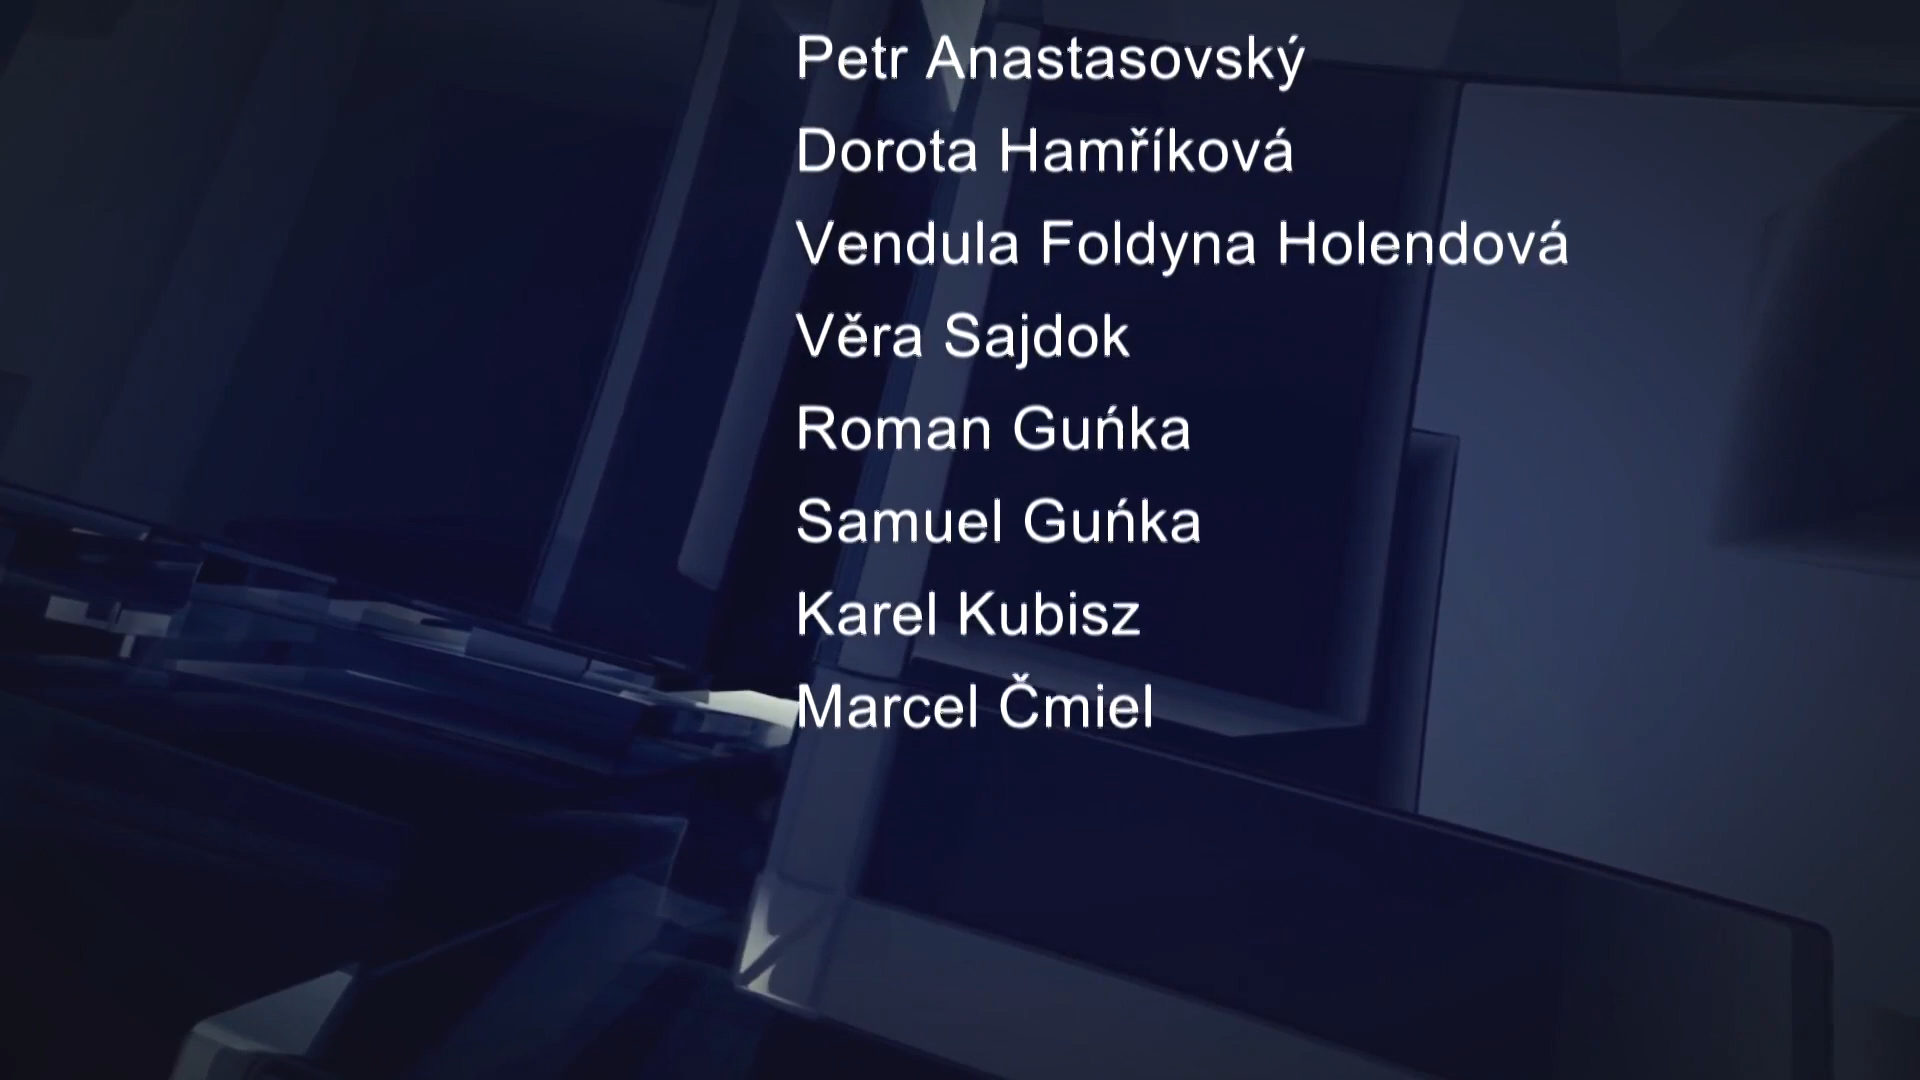 Petr Anastasovský
Dorota Hamříková
Vendula Foldyna Holendová
Věra Sajdok
Roman Guńka
Samuel Guńka
Karel Kubisz
Marcel Čmiel